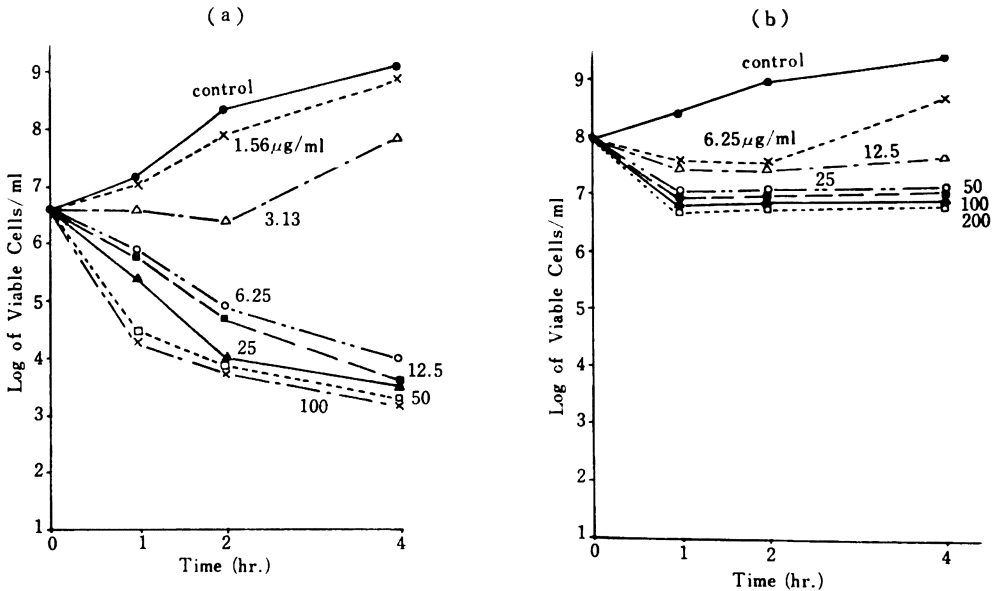 (a)
Log of Viable Cells/ml
9
8
7
6
5
4
3
2
1
control
1.56μg/ml
3.13
6.25
25
12.5
50
100
0 1 2 4
Time (hr.)
(b)
Log of Viable Cells/ml
9
8
7
6
5
4
3
2
1
control
6.25μg/ml
12.5
25
50
100
200
0 1 2 4
Time (hr.)